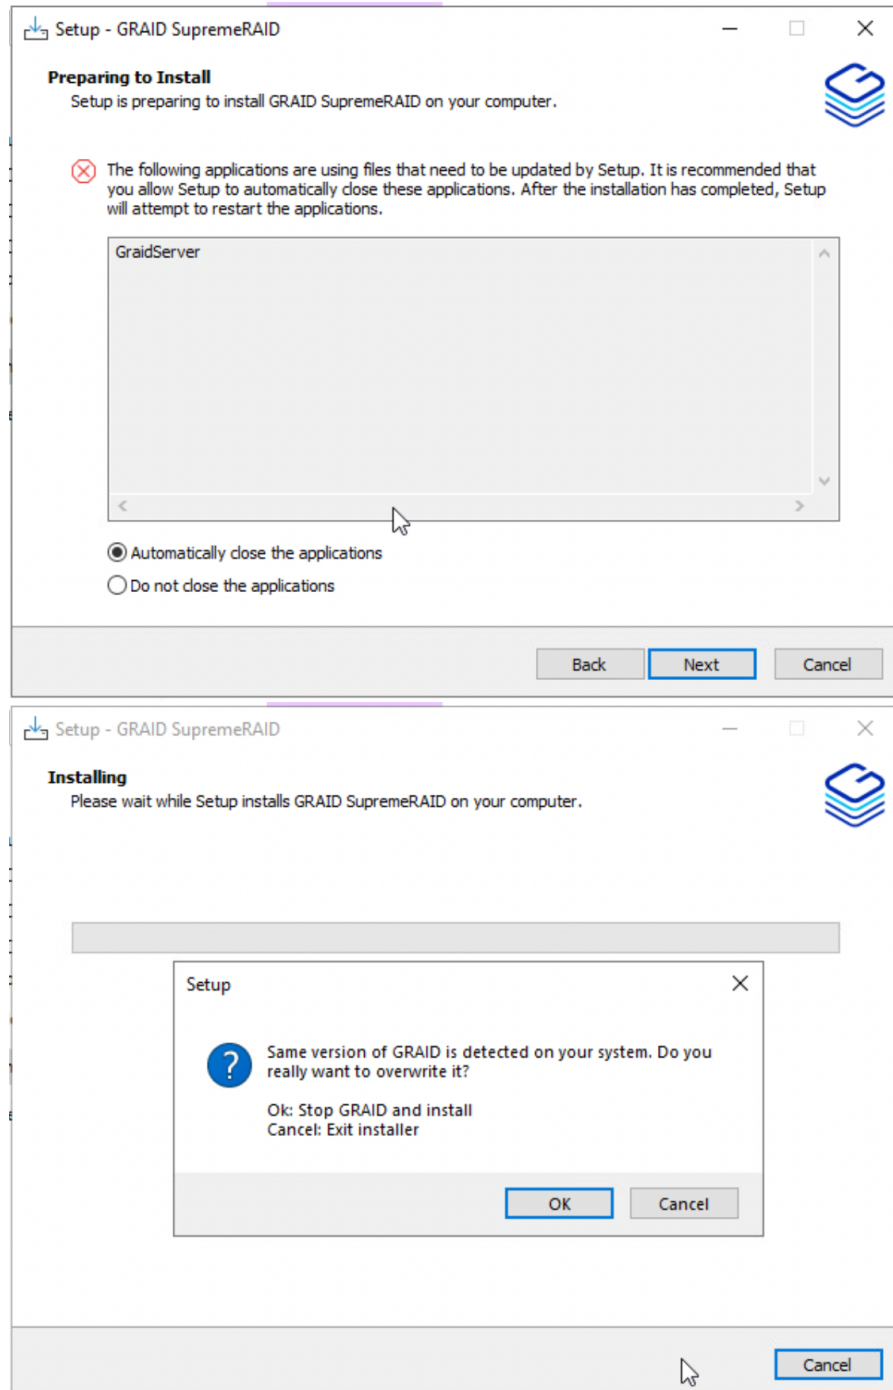 Setup - GRAID SupremeRAID
Preparing to Install
Setup is preparing to install GRAID SupremeRAID on your computer.
The following applications are using files that need to be updated by Setup. It is recommended that
you allow Setup to automatically close these applications. After the installation has completed, Setup
will attempt to restart the applications.
GraidServer
Automatically close the applications
Do not close the applications
Back Next Cancel
Setup - GRAID SupremeRAID
Installing
Please wait while Setup installs GRAID SupremeRAID on your computer.
Setup
Same version of GRAID is detected on your system. Do you
really want to overwrite it?
Ok: Stop GRAID and install
Cancel: Exit installer
OK Cancel
Cancel